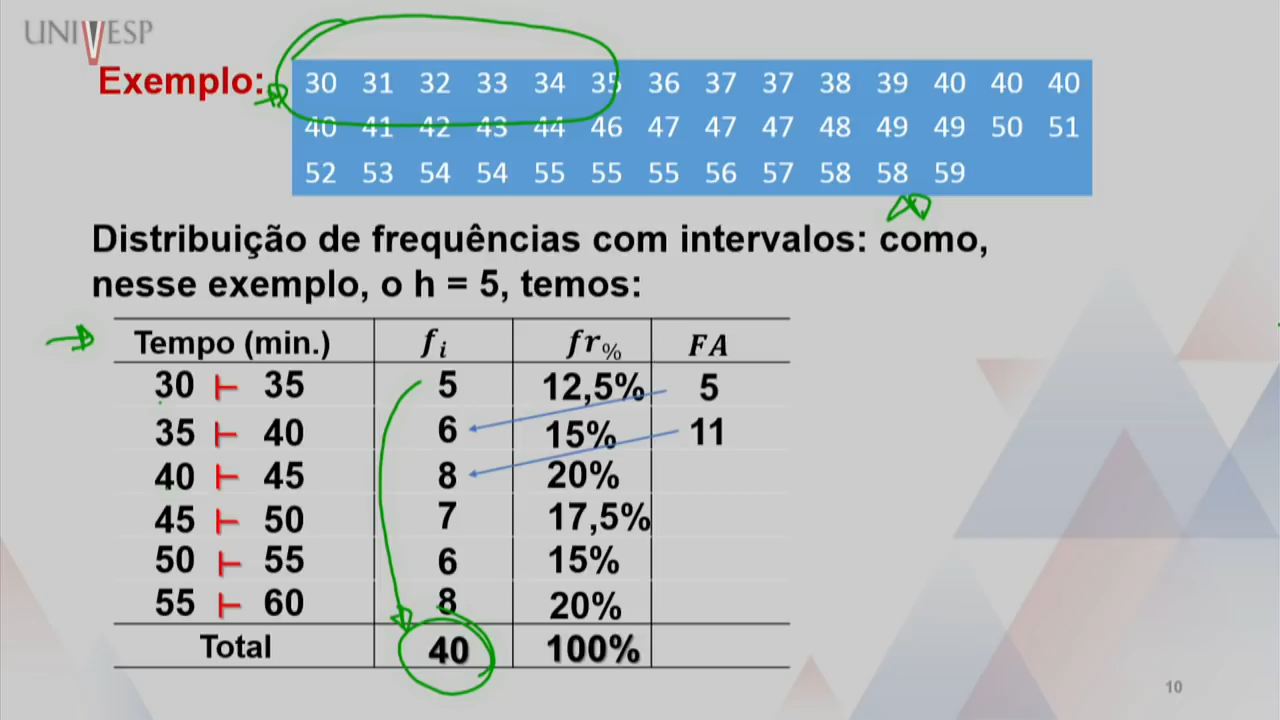 UNIVESP
Exemplo:
30 31 32 33 34 35 36 37 37 38 39 40 40 40
40 41 42 43 44 46 47 47 47 48 49 49 50 51
52 53 54 54 55 55 55 56 57 58 58 59
Distribuição de frequências com intervalos: como,
nesse exemplo, o h = 5, temos:
Tempo (min.) fi fr% FA
30 ⊢ 35 5 12,5% 5
35 ⊢ 40 6 15% 11
40 ⊢ 45 8 20%
45 ⊢ 50 7 17,5%
50 ⊢ 55 6 15%
55 ⊢ 60 8 20%
Total 40 100%
10